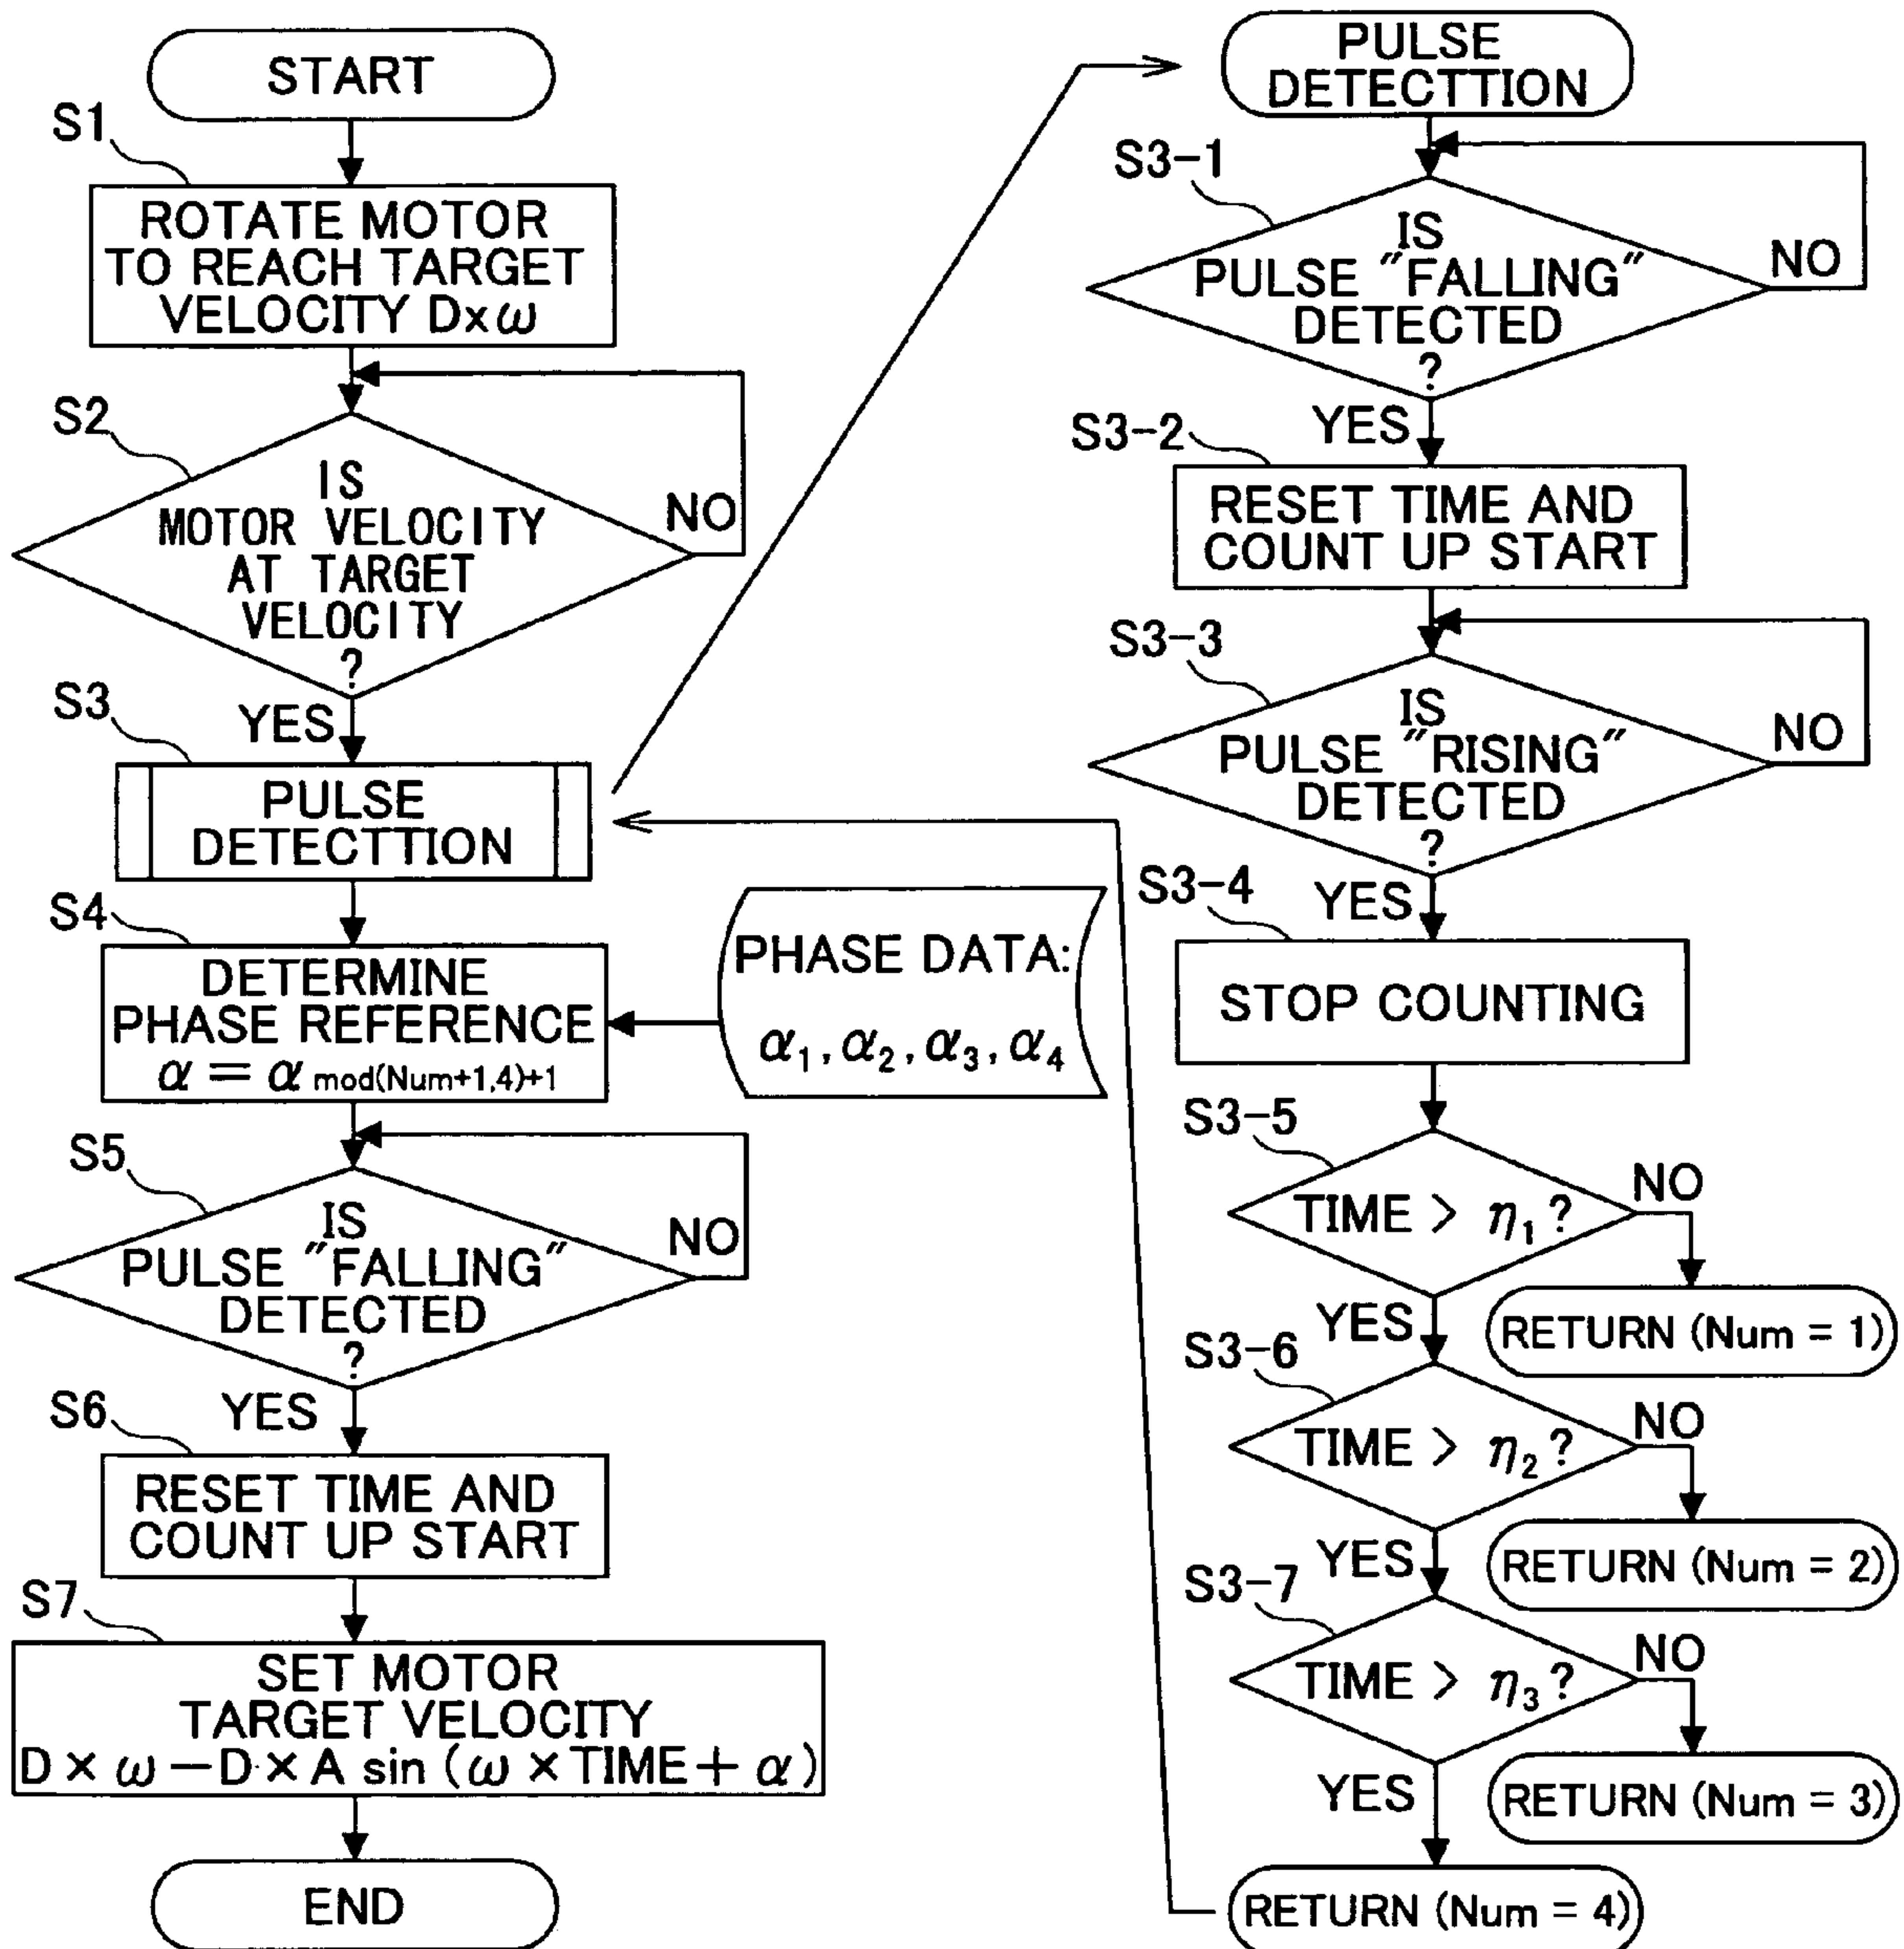 START
S1
ROTATE MOTOR
TO REACH TARGET
VELOCITY D×ω
S2
IS
MOTOR VELOCITY
AT TARGET
VELOCITY
?
NO
YES
S3
PULSE
DETECTTION
S4
DETERMINE
PHASE REFERENCE
α = α mod(Num+1,4)+1
PHASE DATA:
α1, α2, α3, α4
S5
IS
PULSE "FALLING"
DETECTED
?
NO
YES
S6
RESET TIME AND
COUNT UP START
S7
SET MOTOR
TARGET VELOCITY
D × ω − D × A sin (ω × TIME + α)
END
PULSE
DETECTTION
S3-1
IS
PULSE "FALLING"
DETECTED
?
NO
YES
S3-2
RESET TIME AND
COUNT UP START
S3-3
IS
PULSE "RISING"
DETECTED
?
NO
YES
S3-4
STOP COUNTING
S3-5
TIME > η1 ?
NO
RETURN (Num = 1)
YES
S3-6
TIME > η2 ?
NO
RETURN (Num = 2)
YES
S3-7
TIME > η3 ?
NO
RETURN (Num = 3)
YES
RETURN (Num = 4)